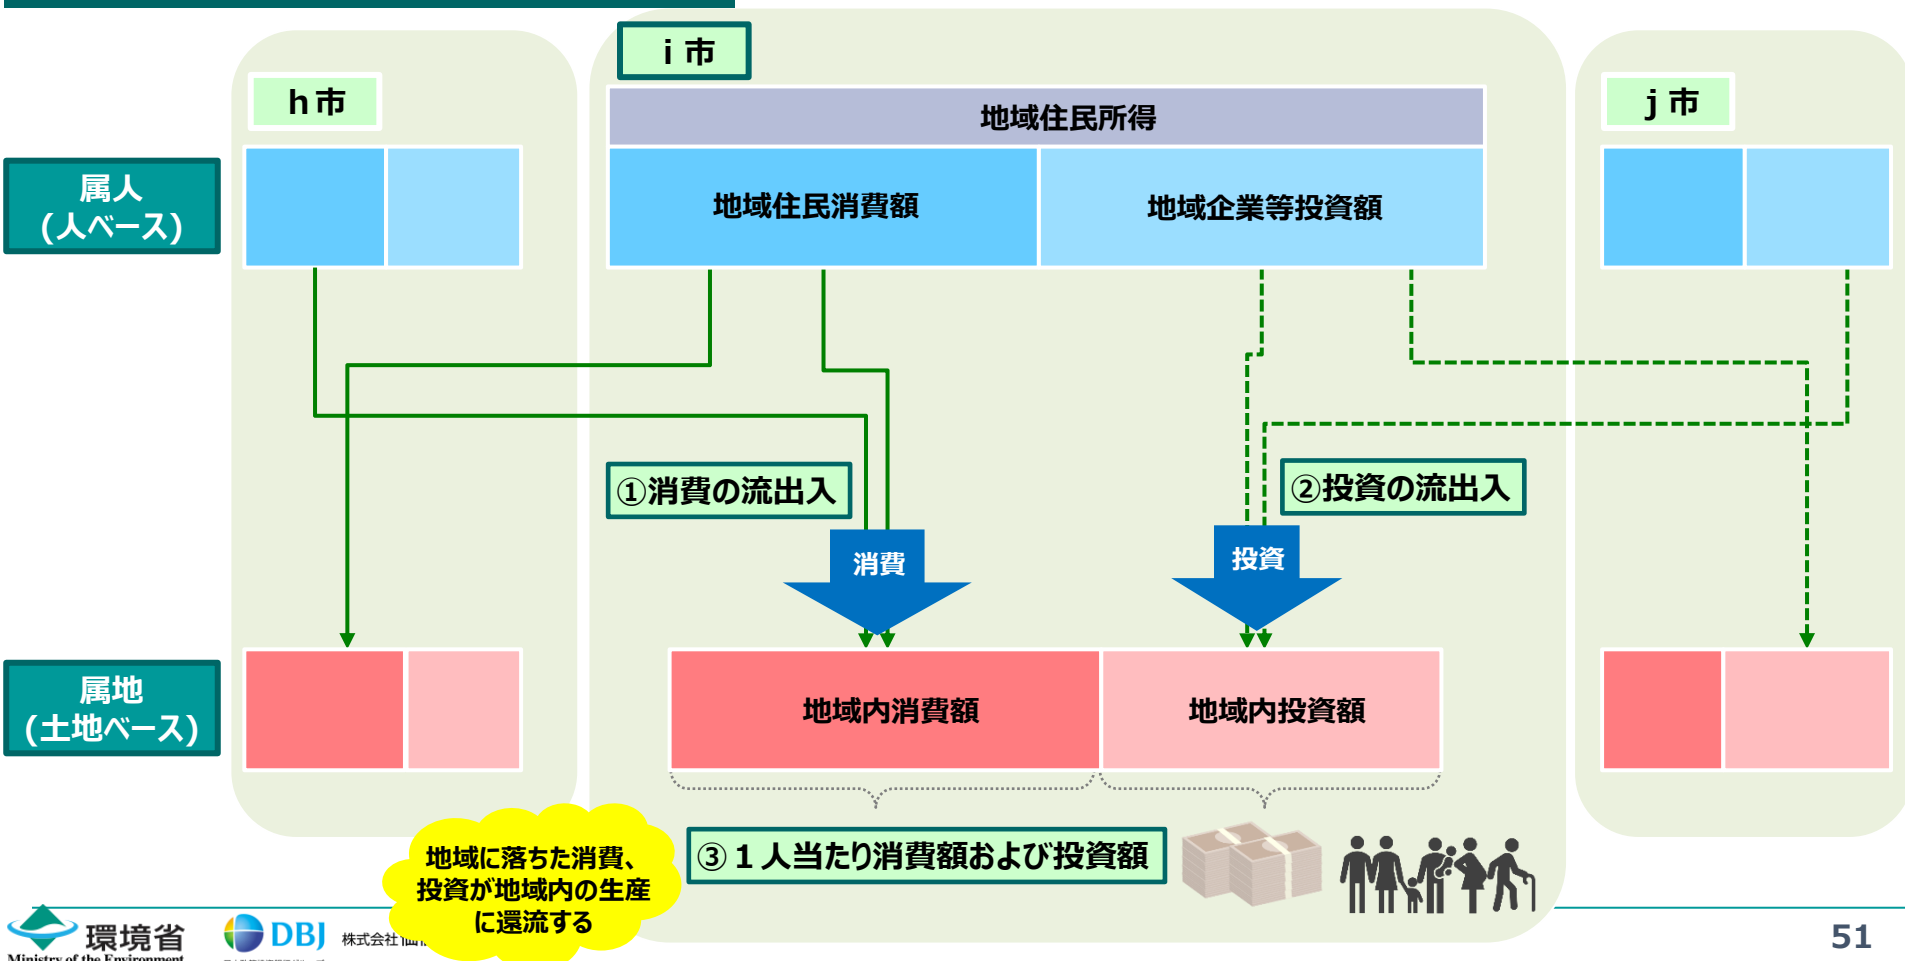 i 市
h市
j 市
地域住民所得
属人
(人ベース)
地域住民消費額
地域企業等投資額
①消費の流出入
②投資の流出入
消費
投資
属地
(土地ベース)
地域内消費額
地域内投資額
地域に落ちた消費、
投資が地域内の生産
に還流する
③１人当たり消費額および投資額
環境省
Ministry of the Environment
DBJ
株式会社
51